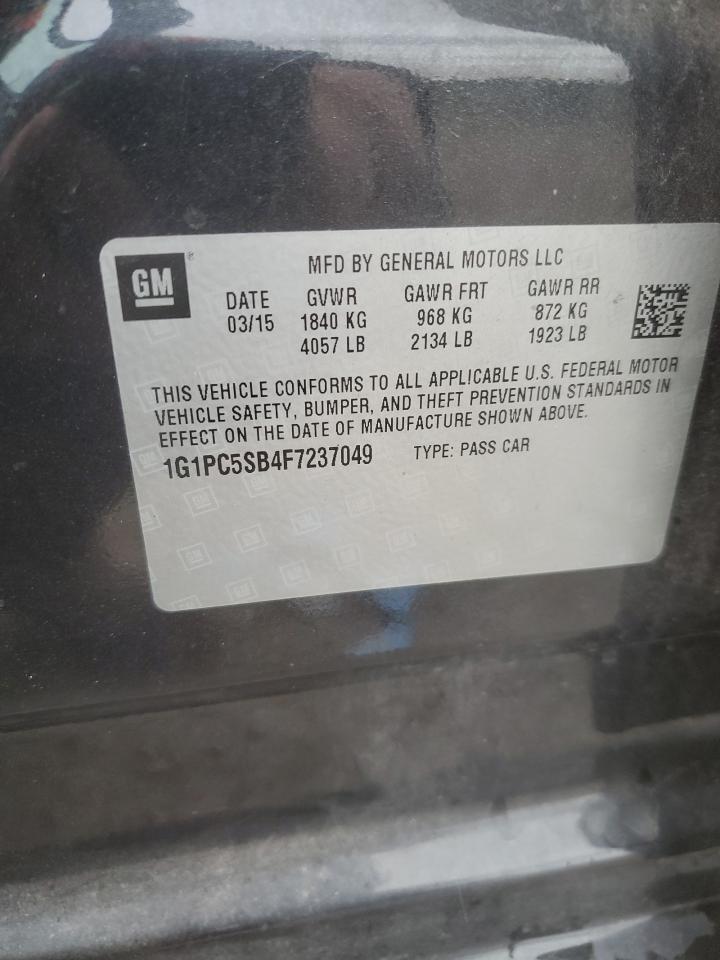 GM
MFD BY GENERAL MOTORS LLC
DATE GVWR GAWR FRT GAWR RR
03/15 1840 KG 968 KG 872 KG
4057 LB 2134 LB 1923 LB
THIS VEHICLE CONFORMS TO ALL APPLICABLE U.S. FEDERAL MOTOR
VEHICLE SAFETY, BUMPER, AND THEFT PREVENTION STANDARDS IN
EFFECT ON THE DATE OF MANUFACTURE SHOWN ABOVE.
1G1PC5SB4F7237049 TYPE: PASS CAR